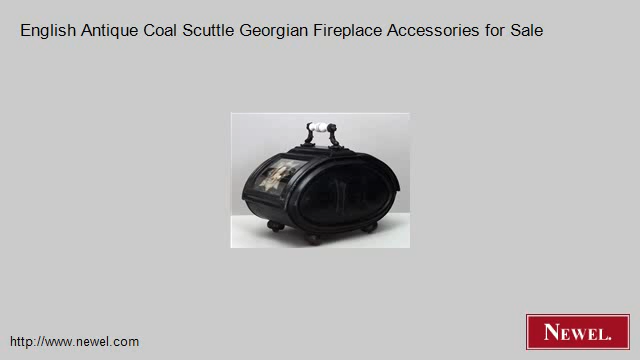 English Antique Coal Scuttle Georgian Fireplace Accessories for Sale
NEWEL.
http://www.newel.com